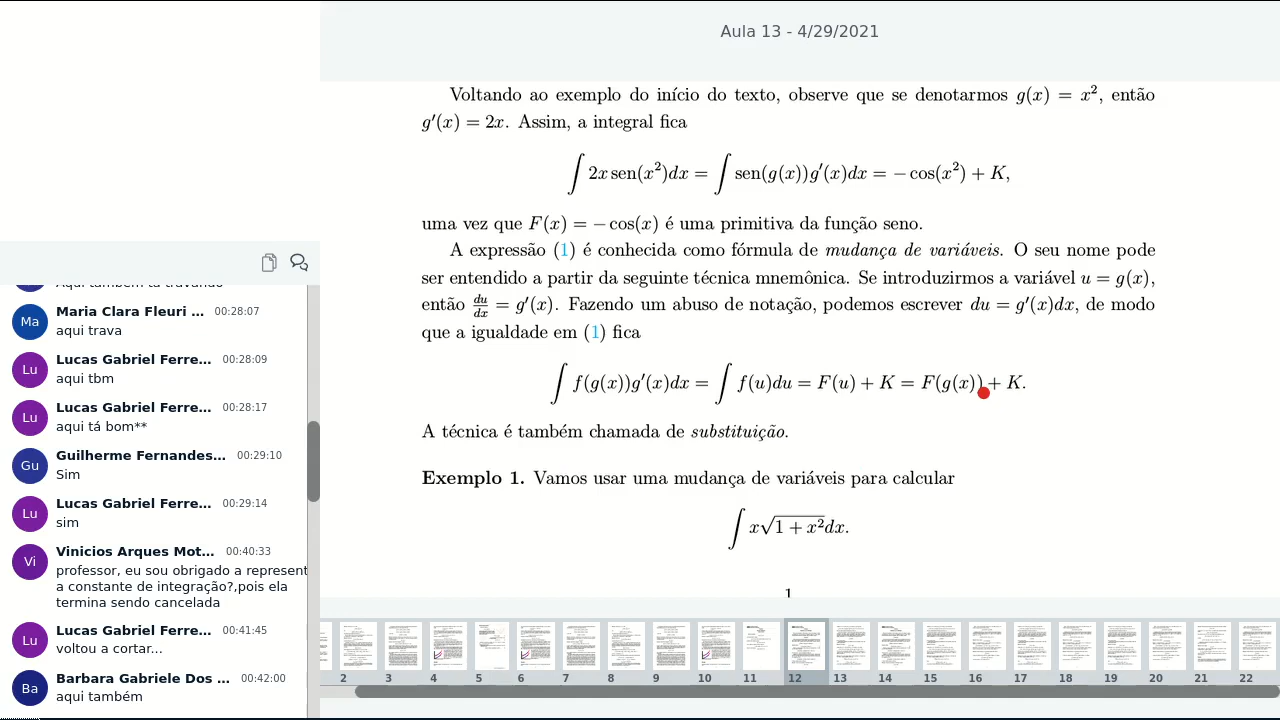 Aula 13 - 4/29/2021
Aqui também tá travando
Ma
Maria Clara Fleuri ... 00:28:07
aqui trava
Lu
Lucas Gabriel Ferre... 00:28:09
aqui tbm
Lu
Lucas Gabriel Ferre... 00:28:17
aqui tá bom**
Gu
Guilherme Fernandes... 00:29:10
Sim
Lu
Lucas Gabriel Ferre... 00:29:14
sim
Vi
Vinicios Arques Mot... 00:40:33
professor, eu sou obrigado a represent
a constante de integração?,pois ela
termina sendo cancelada
Lu
Lucas Gabriel Ferre... 00:41:45
voltou a cortar...
Ba
Barbara Gabriele Dos ... 00:42:00
aqui também
Voltando ao exemplo do início do texto, observe que se denotarmos g(x) = x², então
g′(x) = 2x. Assim, a integral fica
∫ 2x sen(x²)dx = ∫ sen(g(x))g′(x)dx = − cos(x²) + K,
uma vez que F(x) = − cos(x) é uma primitiva da função seno.
A expressão (1) é conhecida como fórmula de mudança de variáveis. O seu nome pode
ser entendido a partir da seguinte técnica mnemônica. Se introduzirmos a variável u = g(x),
então du/dx = g′(x). Fazendo um abuso de notação, podemos escrever du = g′(x)dx, de modo
que a igualdade em (1) fica
∫ f(g(x))g′(x)dx = ∫ f(u)du = F(u) + K = F(g(x)) + K.
A técnica é também chamada de substituição.
Exemplo 1. Vamos usar uma mudança de variáveis para calcular
∫ x√(1 + x²)dx.
1
2 3 4 5 6 7 8 9 10 11 12 13 14 15 16 17 18 19 20 21 22